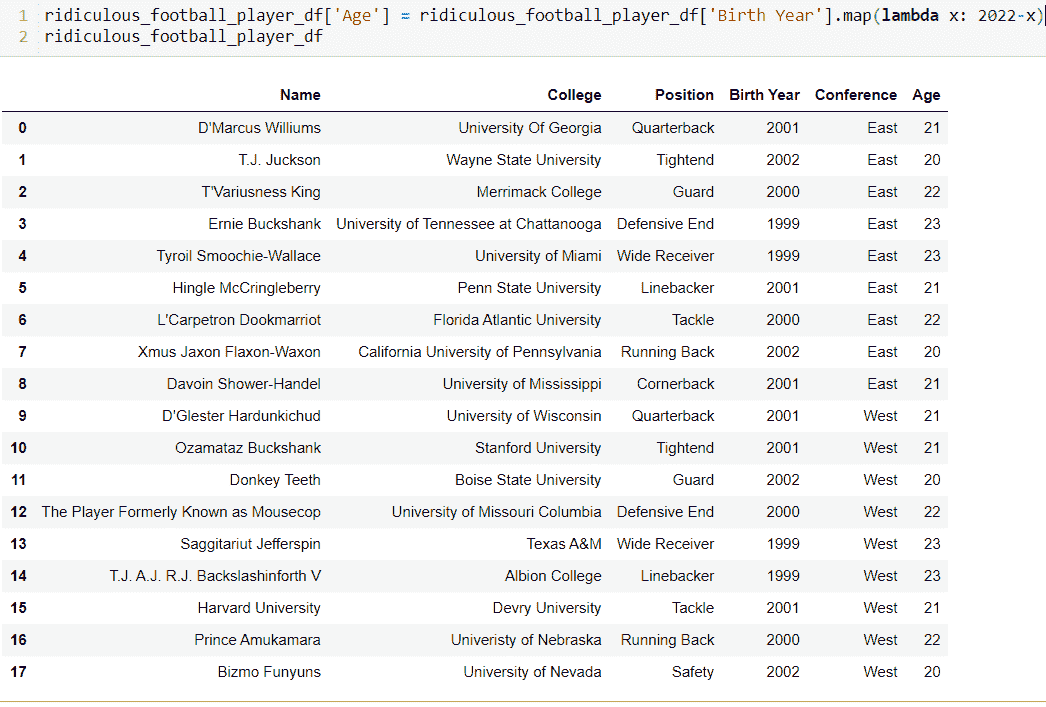 1 ridiculous_football_player_df['Age'] = ridiculous_football_player_df['Birth Year'].map(lambda x: 2022-x)
2 ridiculous_football_player_df
Name College Position Birth Year Conference Age
0 D'Marcus Williums University Of Georgia Quarterback 2001 East 21
1 T.J. Juckson Wayne State University Tightend 2002 East 20
2 T'Variusness King Merrimack College Guard 2000 East 22
3 Ernie Buckshank University of Tennessee at Chattanooga Defensive End 1999 East 23
4 Tyroil Smoochie-Wallace University of Miami Wide Receiver 1999 East 23
5 Hingle McCringleberry Penn State University Linebacker 2001 East 21
6 L'Carpetron Dookmarriot Florida Atlantic University Tackle 2000 East 22
7 Xmus Jaxon Flaxon-Waxon California University of Pennsylvania Running Back 2002 East 20
8 Davoin Shower-Handel University of Mississippi Cornerback 2001 East 21
9 D'Glester Hardunkichud University of Wisconsin Quarterback 2001 West 21
10 Ozamataz Buckshank Stanford University Tightend 2001 West 21
11 Donkey Teeth Boise State University Guard 2002 West 20
12 The Player Formerly Known as Mousecop University of Missouri Columbia Defensive End 2000 West 22
13 Saggitariut Jefferspin Texas A&M Wide Receiver 1999 West 23
14 T.J. A.J. R.J. Backslashinforth V Albion College Linebacker 1999 West 23
15 Harvard University Devry University Tackle 2001 West 21
16 Prince Amukamara Univeristy of Nebraska Running Back 2000 West 22
17 Bizmo Funyuns University of Nevada Safety 2002 West 20